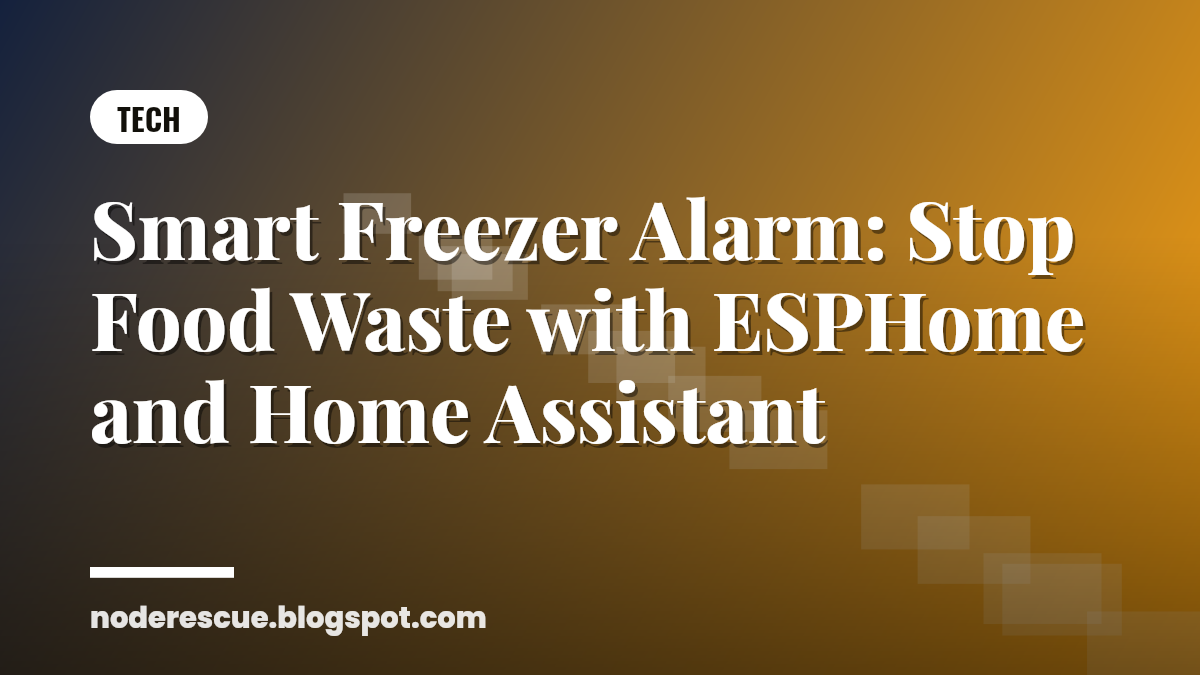 TECH
Smart Freezer Alarm: Stop
Food Waste with ESPHome
and Home Assistant
noderescue.blogspot.com